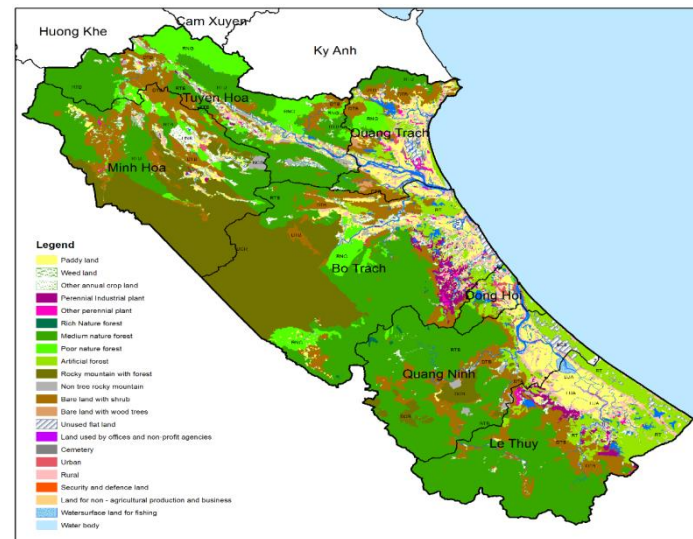 Cam Xuyen
Huong Khe
Ky Anh
Tuyen Hoa
Quang Trach
Minh Hoa
Bo Trach
Dong Hoi
Quang Ninh
Le Thuy
Legend
Paddy land
Weed land
Other annual crop land
Perennial Industrial plant
Other perennial plant
Rich Nature forest
Medium nature forest
Poor nature forest
Artificial forest
Rocky mountain with forest
Non tree rocky mountain
Bare land with shrub
Bare land with wood trees
Unused flat land
Land used by offices and non-profit agencies
Cemetery
Urban
Rural
Security and defence land
Land for non - agricultural production and business
Watersurface land for fishing
Water body